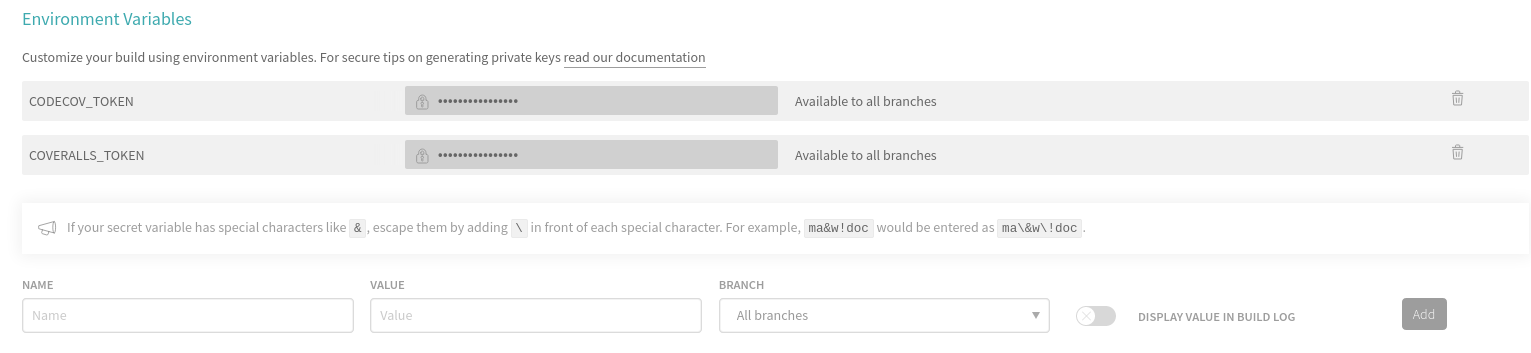 Environment Variables
Customize your build using environment variables. For secure tips on generating private keys read our documentation
CODECOV_TOKEN •••••••••••••••• Available to all branches
COVERALLS_TOKEN •••••••••••••••• Available to all branches
If your secret variable has special characters like & , escape them by adding \ in front of each special character. For example, ma&w!doc would be entered as ma\&w\!doc .
NAME VALUE BRANCH
Name Value All branches DISPLAY VALUE IN BUILD LOG Add